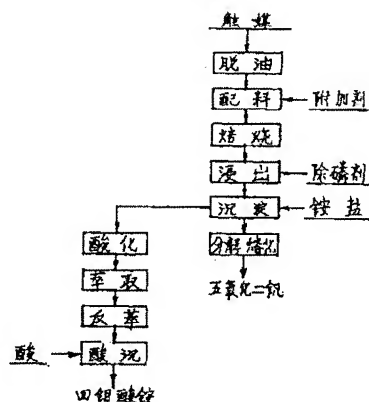 触媒
脱油
配料
附加剂
焙烧
浸出
除磷剂
沉淀
铵盐
酸化
分解熔化
萃取
五氧化二钒
反萃
酸
酸沉
四钼酸铵